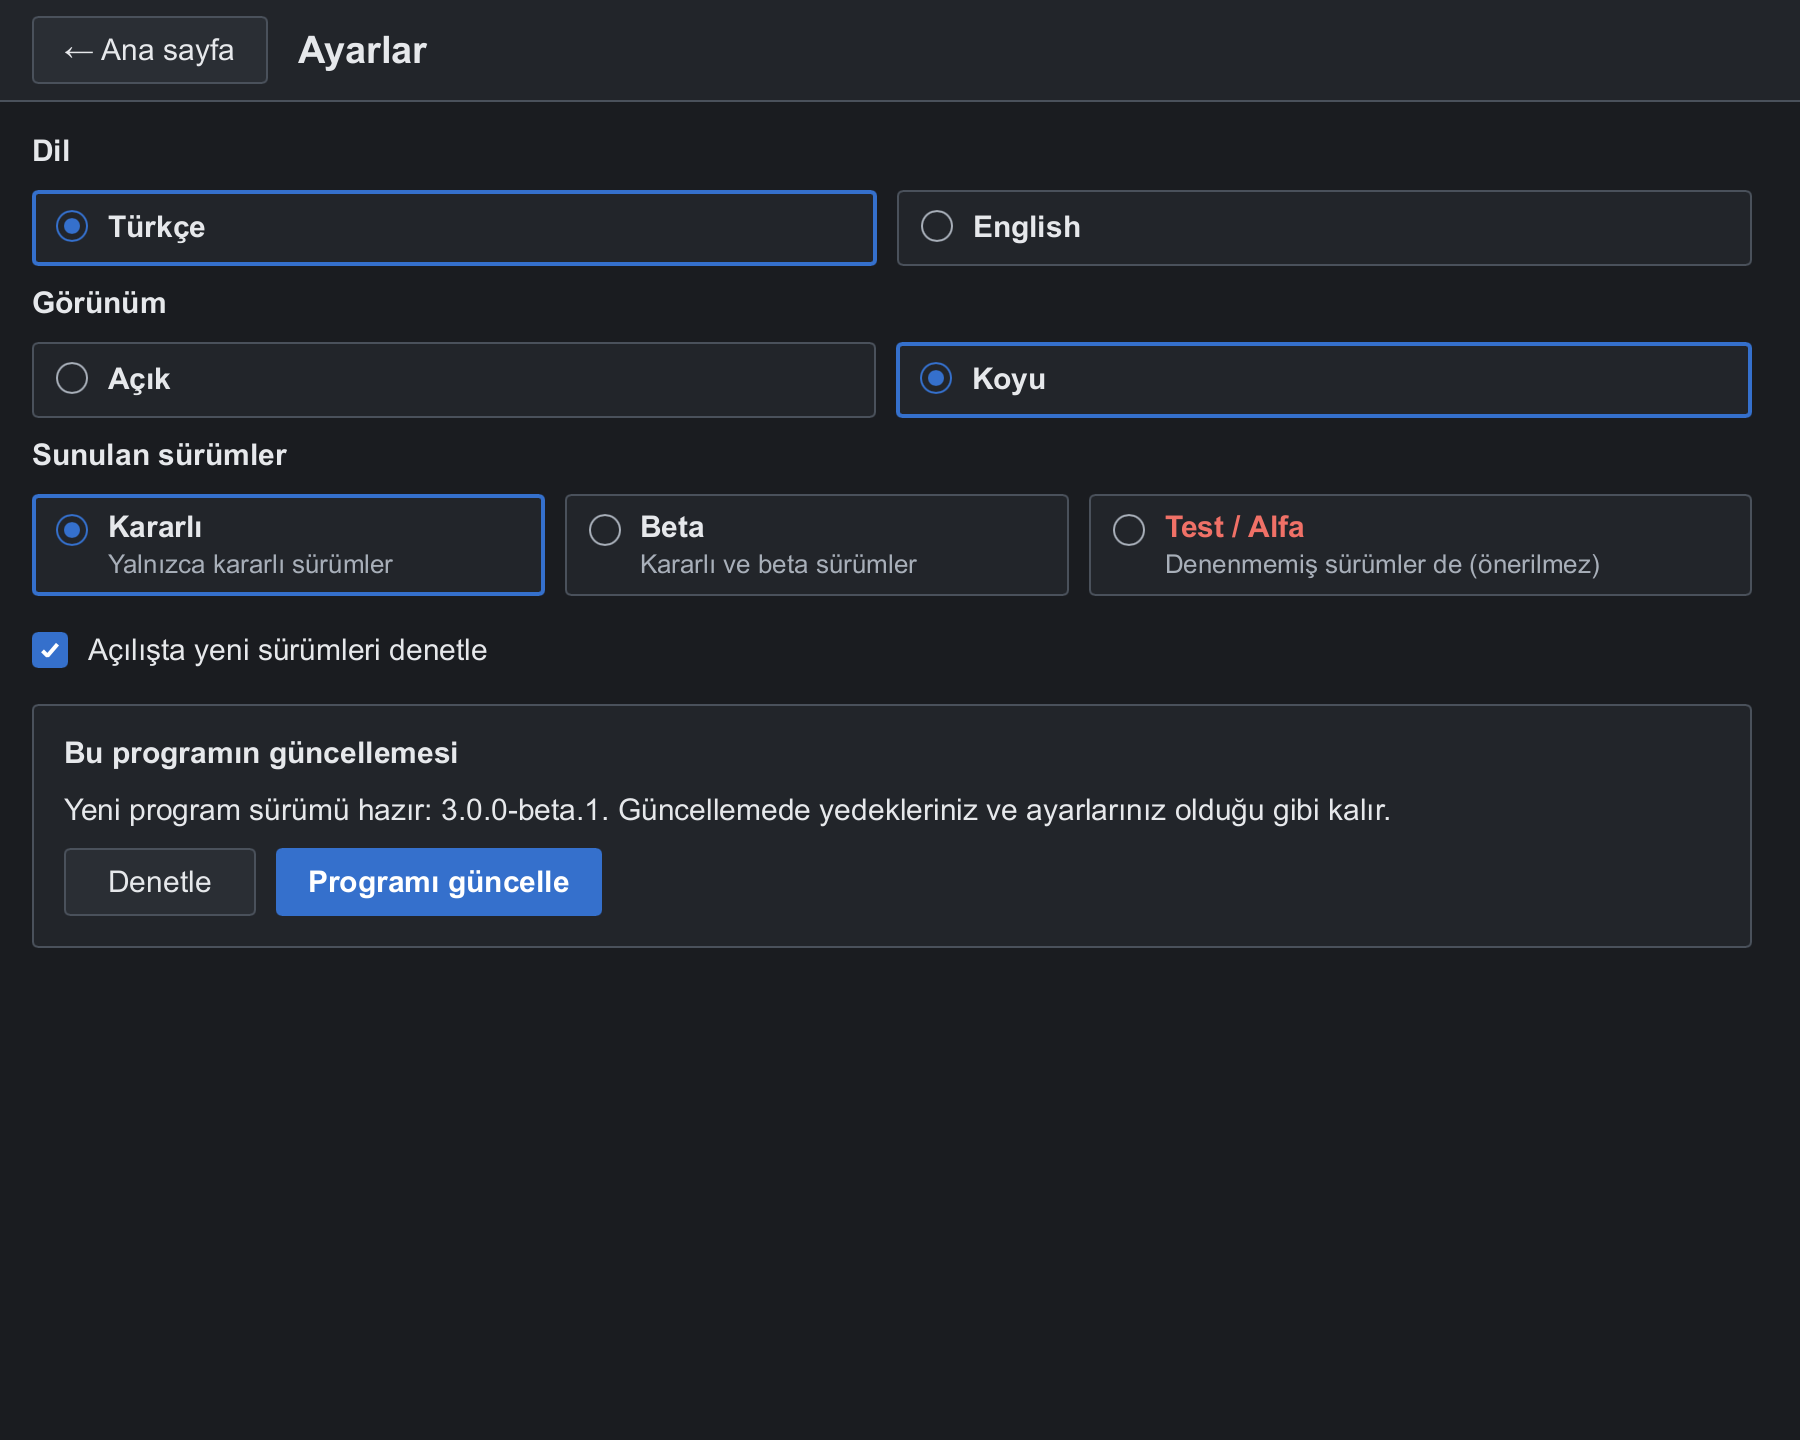 ← Ana sayfa
Ayarlar
Dil
Türkçe
English
Görünüm
Açık
Koyu
Sunulan sürümler
Kararlı
Yalnızca kararlı sürümler
Beta
Kararlı ve beta sürümler
Test / Alfa
Denenmemiş sürümler de (önerilmez)
Açılışta yeni sürümleri denetle
Bu programın güncellemesi
Yeni program sürümü hazır: 3.0.0-beta.1. Güncellemede yedekleriniz ve ayarlarınız olduğu gibi kalır.
Denetle
Programı güncelle